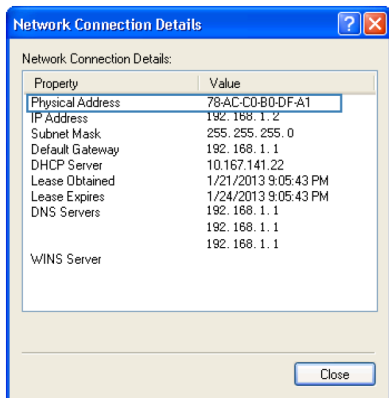 Network Connection Details
Network Connection Details:
Property Value
Physical Address 78-AC-C0-B0-DF-A1
IP Address 192.168.1.2
Subnet Mask 255.255.255.0
Default Gateway 192.168.1.1
DHCP Server 10.167.141.22
Lease Obtained 1/21/2013 9:05:43 PM
Lease Expires 1/24/2013 9:05:43 PM
DNS Servers 192.168.1.1
192.168.1.1
192.168.1.1
WINS Server
Close